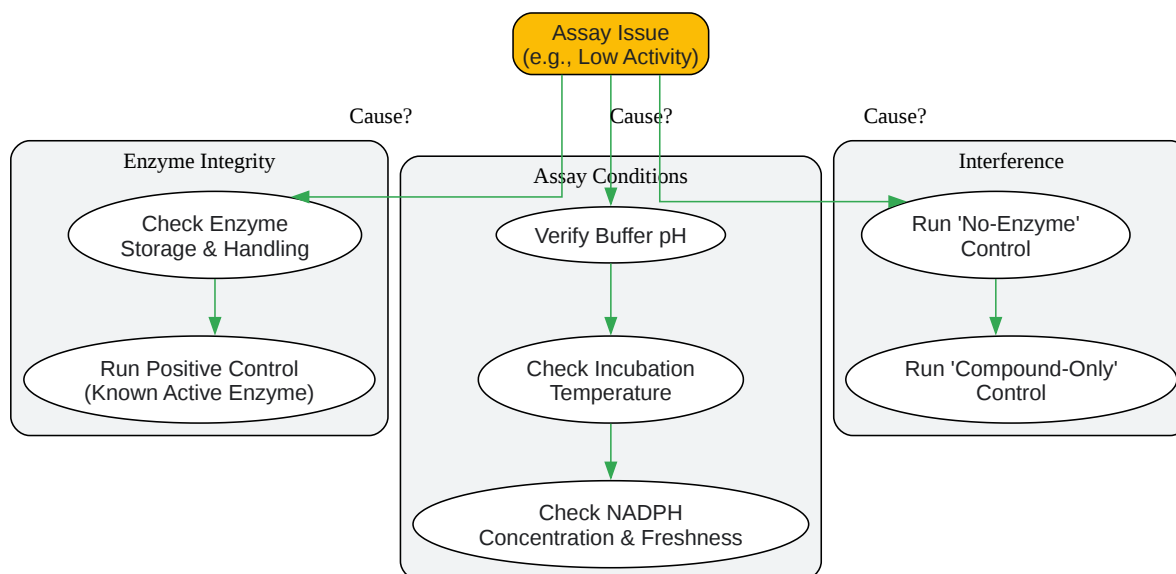 Assay Issue
(e.g., Low Activity)
Cause?
Cause?
Cause?
Enzyme Integrity
Check Enzyme
Storage & Handling
Run Positive Control
(Known Active Enzyme)
Assay Conditions
Verify Buffer pH
Check Incubation
Temperature
Check NADPH
Concentration & Freshness
Interference
Run 'No-Enzyme'
Control
Run 'Compound-Only'
Control